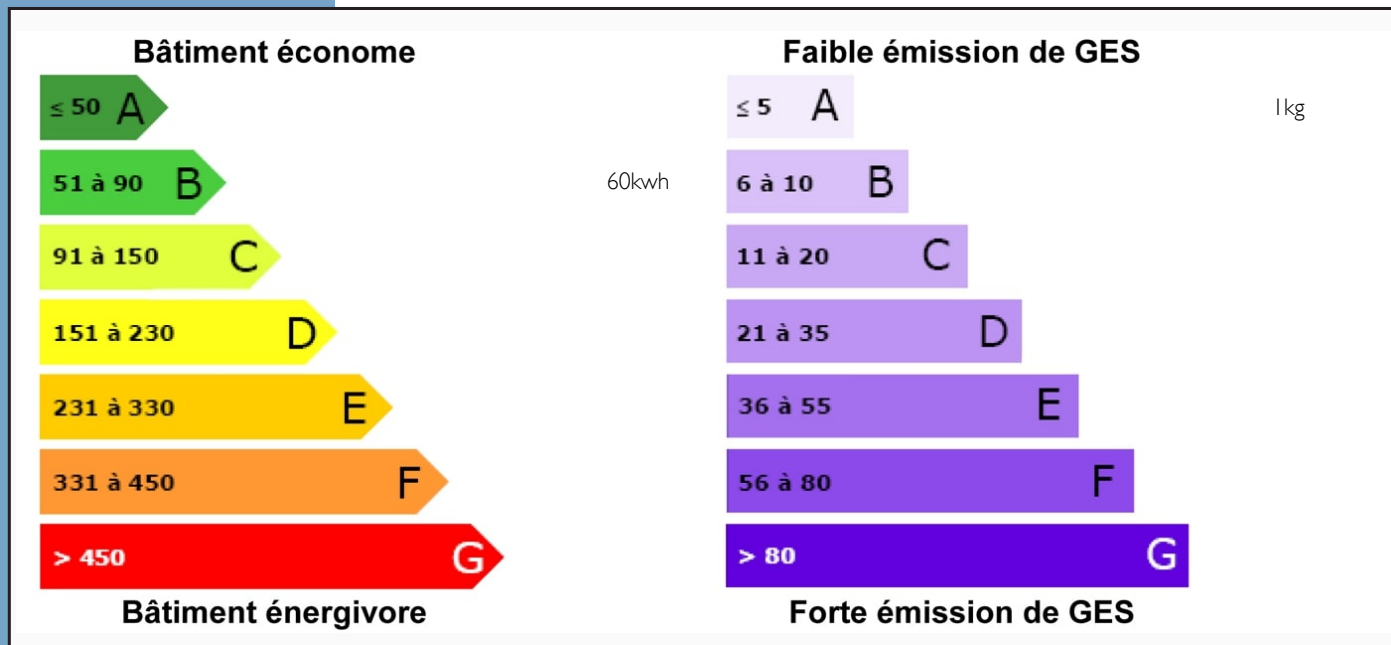 Bâtiment économe
≤ 50 A
51 à 90 B
60kwh
91 à 150 C
151 à 230 D
231 à 330 E
331 à 450 F
> 450 G
Bâtiment énergivore
Faible émission de GES
≤ 5 A
1kg
6 à 10 B
11 à 20 C
21 à 35 D
36 à 55 E
56 à 80 F
> 80 G
Forte émission de GES